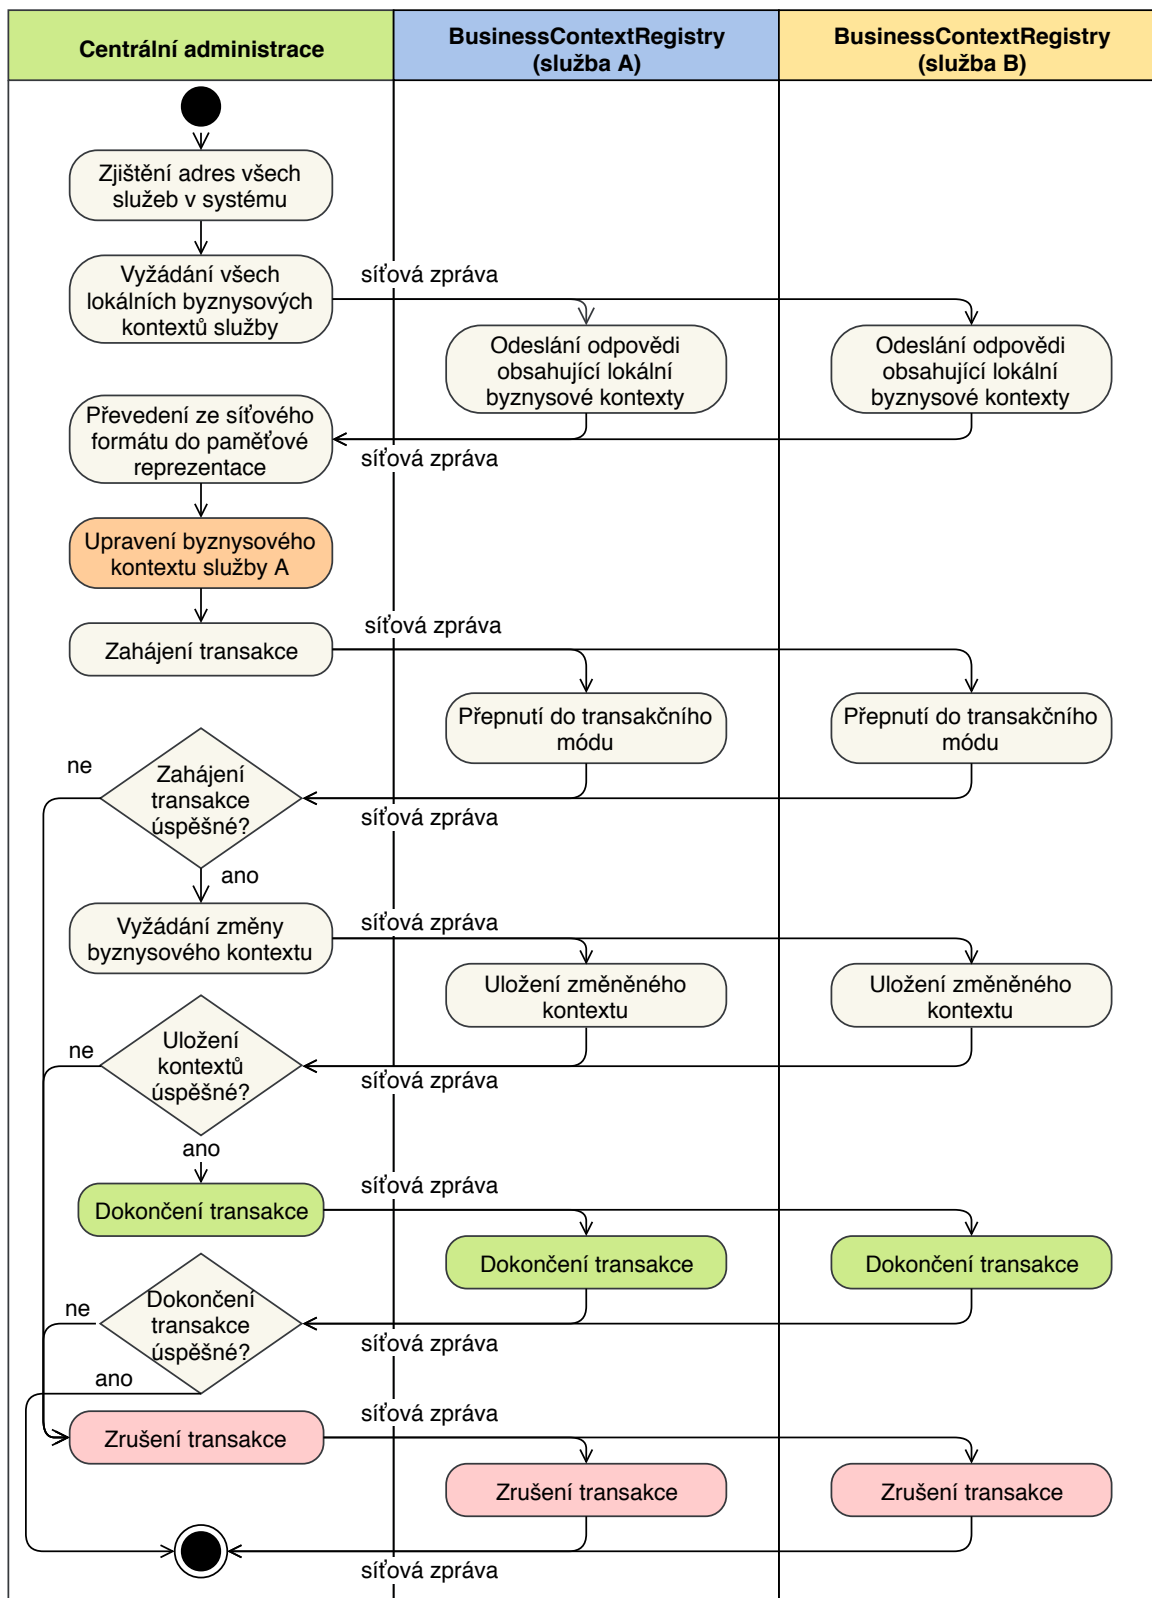 Centrální administrace
BusinessContextRegistry
(služba A)
BusinessContextRegistry
(služba B)
Zjištění adres všech
služeb v systému
Vyžádání všech
lokálních byznysových
kontextů služby
síťová zpráva
Odeslání odpovědi
obsahující lokální
byznysové kontexty
Odeslání odpovědi
obsahující lokální
byznysové kontexty
Převedení ze síťového
formátu do paměťové
reprezentace
síťová zpráva
Upravení byznysového
kontextu služby A
Zahájení transakce
síťová zpráva
Přepnutí do transakčního
módu
Přepnutí do transakčního
módu
ne
Zahájení
transakce
úspěšné?
síťová zpráva
ano
Vyžádání změny
byznysového kontextu
síťová zpráva
Uložení změněného
kontextu
Uložení změněného
kontextu
ne
Uložení
kontextů
úspěšné?
síťová zpráva
ano
Dokončení transakce
síťová zpráva
Dokončení transakce
Dokončení transakce
ne
Dokončení
transakce
úspěšné?
síťová zpráva
ano
Zrušení transakce
síťová zpráva
Zrušení transakce
Zrušení transakce
síťová zpráva